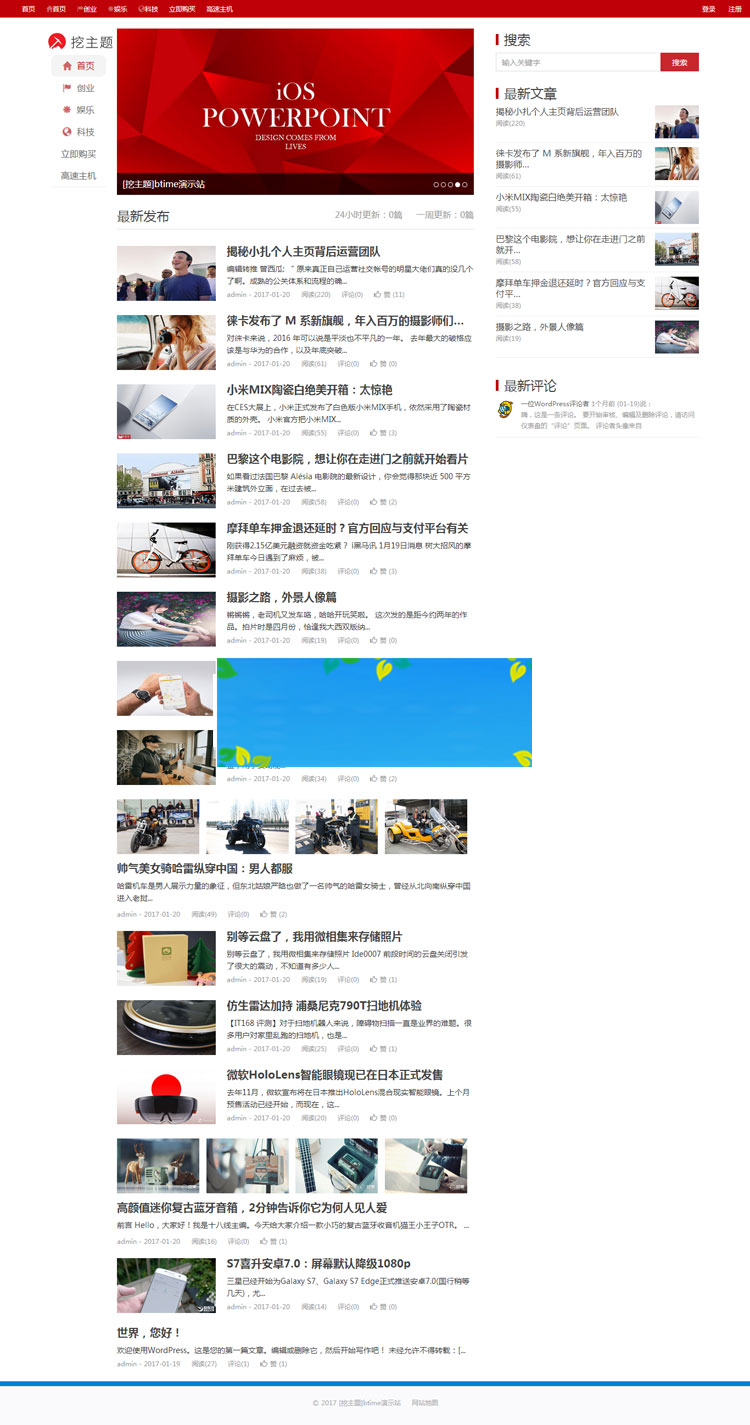 首页 首页 创业 娱乐 科技 立即购买 高速主机 登录 注册
挖主题
首页
创业
娱乐
科技
立即购买
高速主机
iOS
POWERPOINT
DESIGN COMES FROM
LIVES
[挖主题]btime演示站
最新发布 24小时更新：0篇 一周更新：0篇
揭秘小扎个人主页背后运营团队
编辑转推 曾西瓜: “ 原来真正自己运营社交帐号的明星大佬们真的没几个
了啊。成熟的公关体系和流程的确...
admin - 2017-01-20 阅读(220) 评论(0) 赞 (11)
徕卡发布了 M 系新旗舰，年入百万的摄影师们...
对徕卡来说，2016 年可以说是平淡也不平凡的一年。 去年最大的破格应
该是与华为的合作，以及年底突破...
admin - 2017-01-20 阅读(61) 评论(0) 赞 (0)
小米MIX陶瓷白绝美开箱：太惊艳
在CES大展上，小米正式发布了白色版小米MIX手机，依然采用了陶瓷材
质的外壳。 小米官方把小米MIX...
admin - 2017-01-20 阅读(55) 评论(0) 赞 (3)
巴黎这个电影院，想让你在走进门之前就开始看片
如果看过法国巴黎 Alésia 电影院的最新设计，你会觉得那块近 500 平方
米建筑外立面，在过去被...
admin - 2017-01-20 阅读(58) 评论(0) 赞 (2)
摩拜单车押金退还延时？官方回应与支付平台有关
刚获得2.15亿美元融资就资金吃紧？ i黑马讯 1月19日消息 树大招风的摩
拜单车今日遇到了麻烦，被...
admin - 2017-01-20 阅读(38) 评论(0) 赞 (3)
摄影之路，外景人像篇
锵锵锵，老司机又发车咯，哈哈开玩笑啦。 这次发的是距今约两年的作
品。拍片时是四月份，恰逢我大西双版纳...
admin - 2017-01-20 阅读(19) 评论(0) 赞 (0)
admin - 2017-01-20 阅读(34) 评论(0) 赞 (2)
帅气美女骑哈雷纵穿中国：男人都服
哈雷机车是男人展示力量的象征，但东北姑娘严晗也做了一名帅气的哈雷女骑士，曾经从北向南纵穿中国
进入老挝...
admin - 2017-01-20 阅读(49) 评论(0) 赞 (2)
别等云盘了，我用微相集来存储照片
别等云盘了，我用微相集来存储照片 Ide0007 前段时间的云盘关闭引发
了很大的震动，不知道有多少人...
admin - 2017-01-20 阅读(19) 评论(0) 赞 (1)
仿生雷达加持 浦桑尼克790T扫地机体验
【IT168 评测】对于扫地机器人来说，障碍物扫描一直是业界的难题。很
多用户对家里乱跑的扫地机，也是...
admin - 2017-01-20 阅读(25) 评论(0) 赞 (1)
微软HoloLens智能眼镜现已在日本正式发售
去年11月，微软宣布将在日本推出HoloLens混合现实智能眼镜。上个月
预售活动已经开始，而现在，这...
admin - 2017-01-20 阅读(20) 评论(0) 赞 (1)
高颜值迷你复古蓝牙音箱，2分钟告诉你它为何人见人爱
前言 Hello，大家好！我是十八线主编。今天给大家介绍一款小巧的复古蓝牙收音机猫王小王子OTR。 ...
admin - 2017-01-20 阅读(16) 评论(0) 赞 (1)
S7喜升安卓7.0：屏幕默认降级1080p
三星已经开始为Galaxy S7、Galaxy S7 Edge正式推送安卓7.0(国行稍等
几天)，尤...
admin - 2017-01-20 阅读(14) 评论(0) 赞 (0)
世界，您好！
欢迎使用WordPress。这是您的第一篇文章。编辑或删除它，然后开始写作吧！ 未经允许不得转载：[...
admin - 2017-01-19 阅读(27) 评论(1) 赞 (1)
搜索
输入关键字 搜索
最新文章
揭秘小扎个人主页背后运营团队
阅读(220)
徕卡发布了 M 系新旗舰，年入百万的
摄影师...
阅读(61)
小米MIX陶瓷白绝美开箱：太惊艳
阅读(55)
巴黎这个电影院，想让你在走进门之前
就开...
阅读(58)
摩拜单车押金退还延时？官方回应与支
付平...
阅读(38)
摄影之路，外景人像篇
阅读(19)
最新评论
一位WordPress评论者 1个月前 (01-19)说：
嗨，这是一条评论。 要开始审核、编辑及删除评论，请访问
仪表盘的“评论”页面。 评论者头像来自
© 2017 [挖主题]btime演示站 网站地图